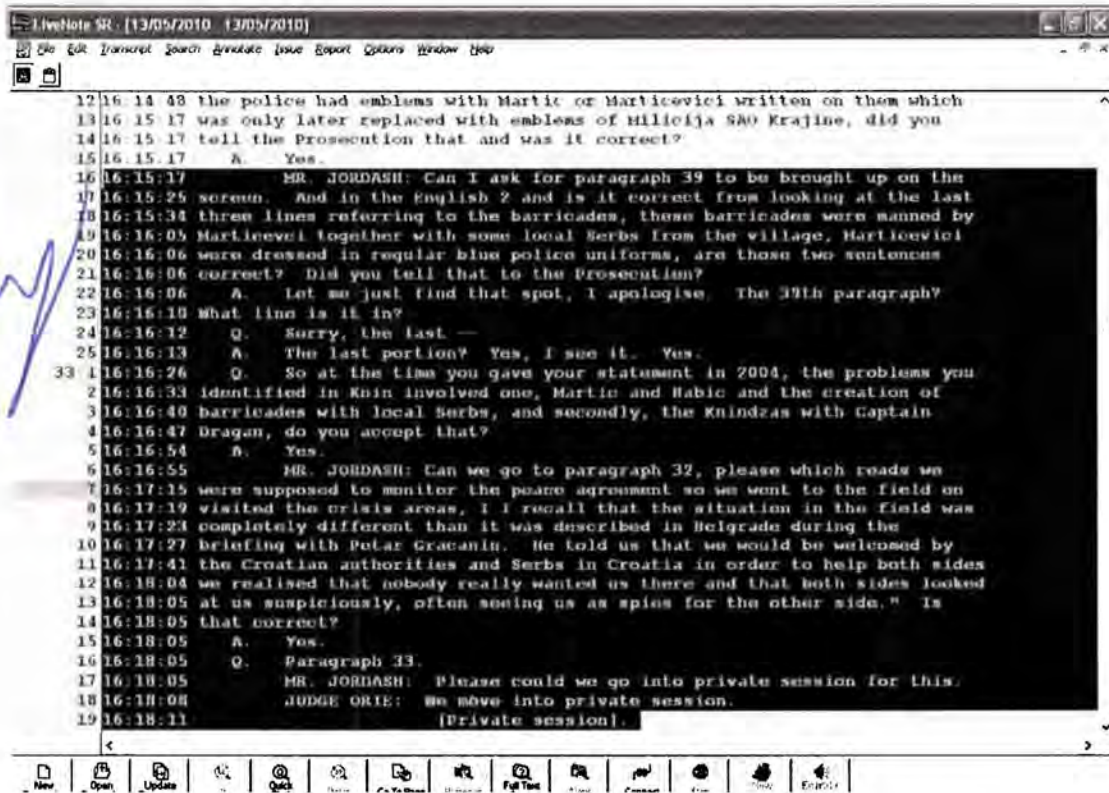 LiveNote SR - [13/05/2010 13/05/2010]
File Edit Transcript Search Annotate Issue Report Options Window Help
12 16:14:48 the police had emblems with Martic or Marticevici written on them which
13 16:15:17 was only later replaced with emblems of Milicija SAO Krajine, did you
14 16:15:17 tell the Prosecution that and was it correct?
15 16:15:17 A. Yes.
16 16:15:17 MR. JORDASH: Can I ask for paragraph 39 to be brought up on the
17 16:15:25 screen. And in the English 2 and is it correct from looking at the last
18 16:15:34 three lines referring to the barricades, these barricades were manned by
19 16:16:05 Marticevci together with some local Serbs from the village, Marticevici
20 16:16:06 were dressed in regular blue police uniforms, are those two sentences
21 16:16:06 correct? Did you tell that to the Prosecution?
22 16:16:06 A. Let me just find that spot, I apologise. The 39th paragraph?
23 16:16:10 What line is it in?
24 16:16:12 Q. Sorry, the last —
25 16:16:13 A. The last portion? Yes, I see it. Yes.
33 1 16:16:26 Q. So at the time you gave your statement in 2004, the problems you
2 16:16:33 identified in Knin involved one, Martic and Babic and the creation of
3 16:16:40 barricades with local Serbs, and secondly, the Knindzas with Captain
4 16:16:47 Dragan, do you accept that?
5 16:16:54 A. Yes.
6 16:16:55 MR. JORDASH: Can we go to paragraph 32, please which reads we
7 16:17:15 were supposed to monitor the peace agreement so we went to the field on
8 16:17:19 visited the crisis areas, I I recall that the situation in the field was
9 16:17:23 completely different than it was described in Belgrade during the
10 16:17:27 briefing with Petar Gracanin. He told us that we would be welcomed by
11 16:17:41 the Croatian authorities and Serbs in Croatia in order to help both sides
12 16:18:04 we realised that nobody really wanted us there and that both sides looked
13 16:18:05 at us suspiciously, often seeing us as spies for the other side." Is
14 16:18:05 that correct?
15 16:18:05 A. Yes.
16 16:18:05 Q. Paragraph 33.
17 16:18:05 MR. JORDASH: Please could we go into private session for this.
18 16:18:08 JUDGE ORIE: We move into private session.
19 16:18:11 [Private session].
New Open Update Quick Go To Page Full Text Connect